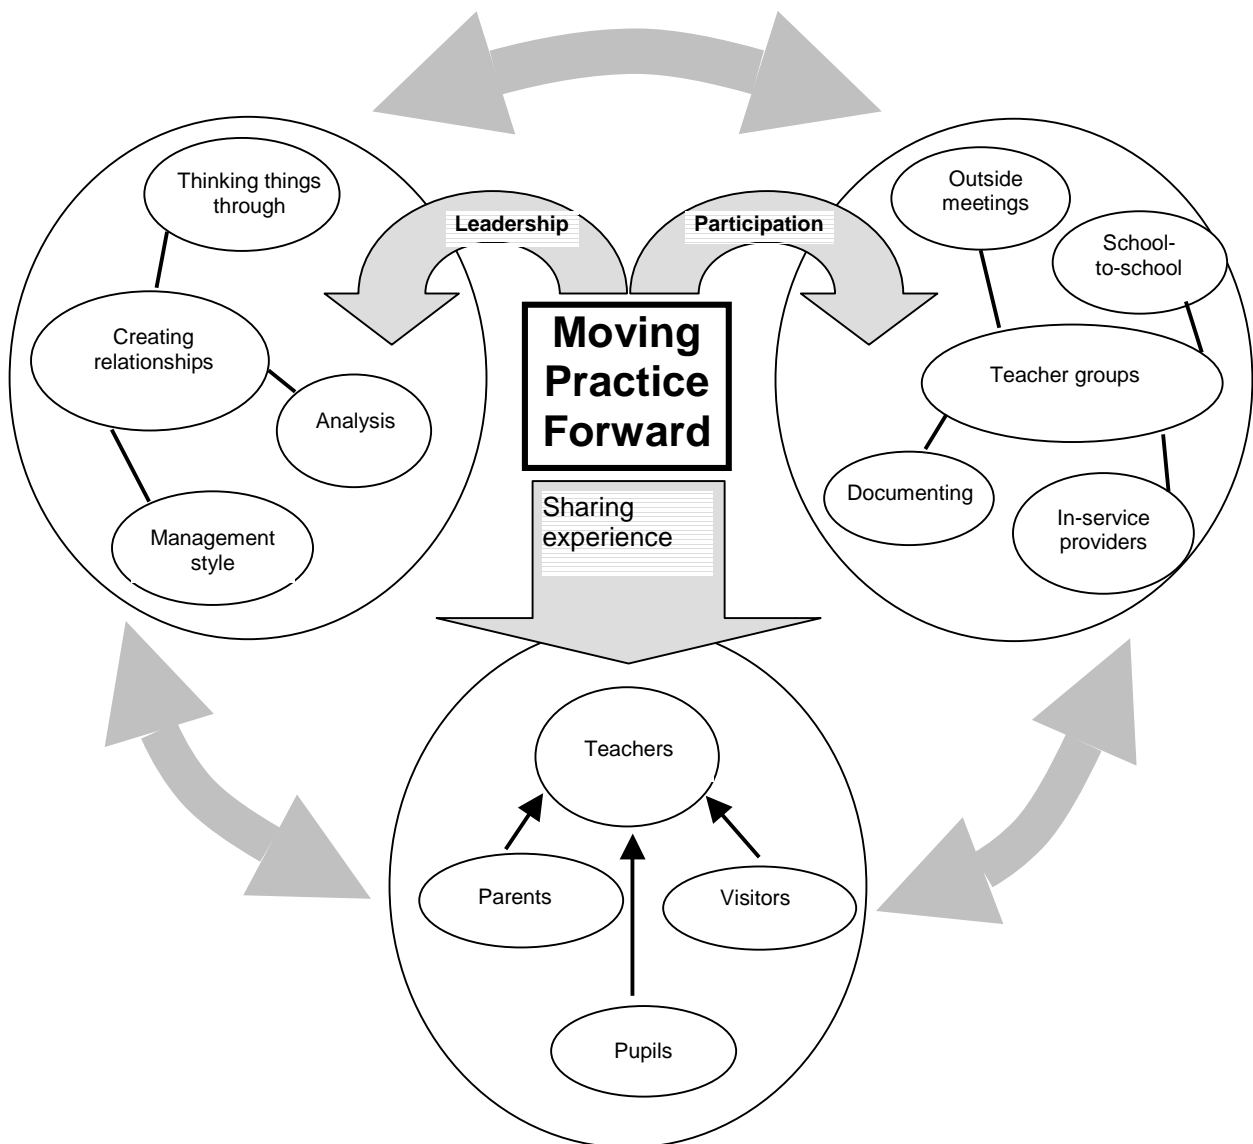 Thinking things
through
Creating
relationships
Analysis
Management
style
Leadership
Participation
Moving
Practice
Forward
Sharing
experience
Outside
meetings
School-
to-school
Teacher groups
Documenting
In-service
providers
Teachers
Parents
Visitors
Pupils